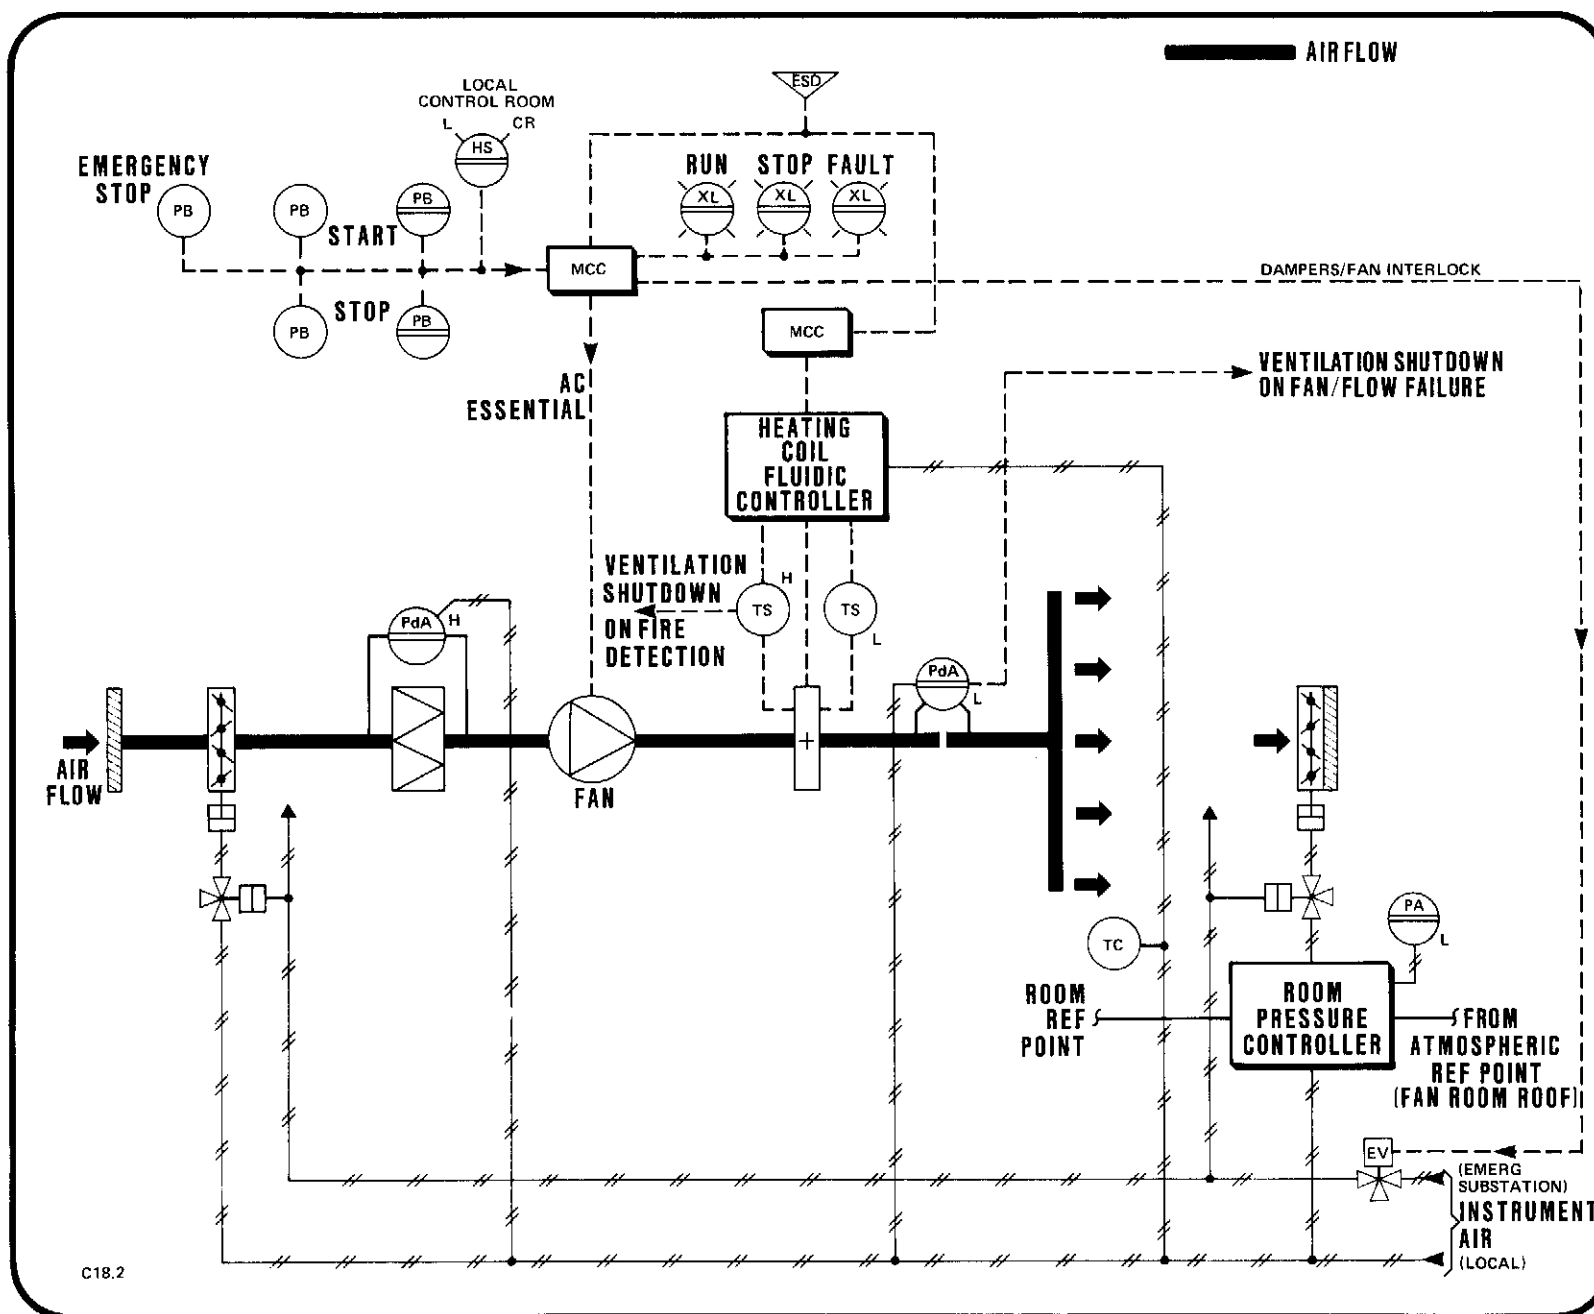 AIR FLOW
ESD
LOCAL
CONTROL ROOM
L
CR
HS
EMERGENCY
STOP
PB
PB
PB
START
STOP
PB
PB
RUN
STOP
FAULT
XL
XL
XL
MCC
DAMPERS/FAN INTERLOCK
MCC
AC
ESSENTIAL
VENTILATION SHUTDOWN
ON FAN/FLOW FAILURE
HEATING
COIL
FLUIDIC
CONTROLLER
VENTILATION
SHUTDOWN
ON FIRE
DETECTION
H
TS
TS
L
PdA
H
PdA
L
AIR
FLOW
FAN
TC
PA
L
ROOM
REF
POINT
ROOM
PRESSURE
CONTROLLER
FROM
ATMOSPHERIC
REF POINT
(FAN ROOM ROOF)
EV
(EMERG
SUBSTATION)
INSTRUMENT
AIR
(LOCAL)
C18.2